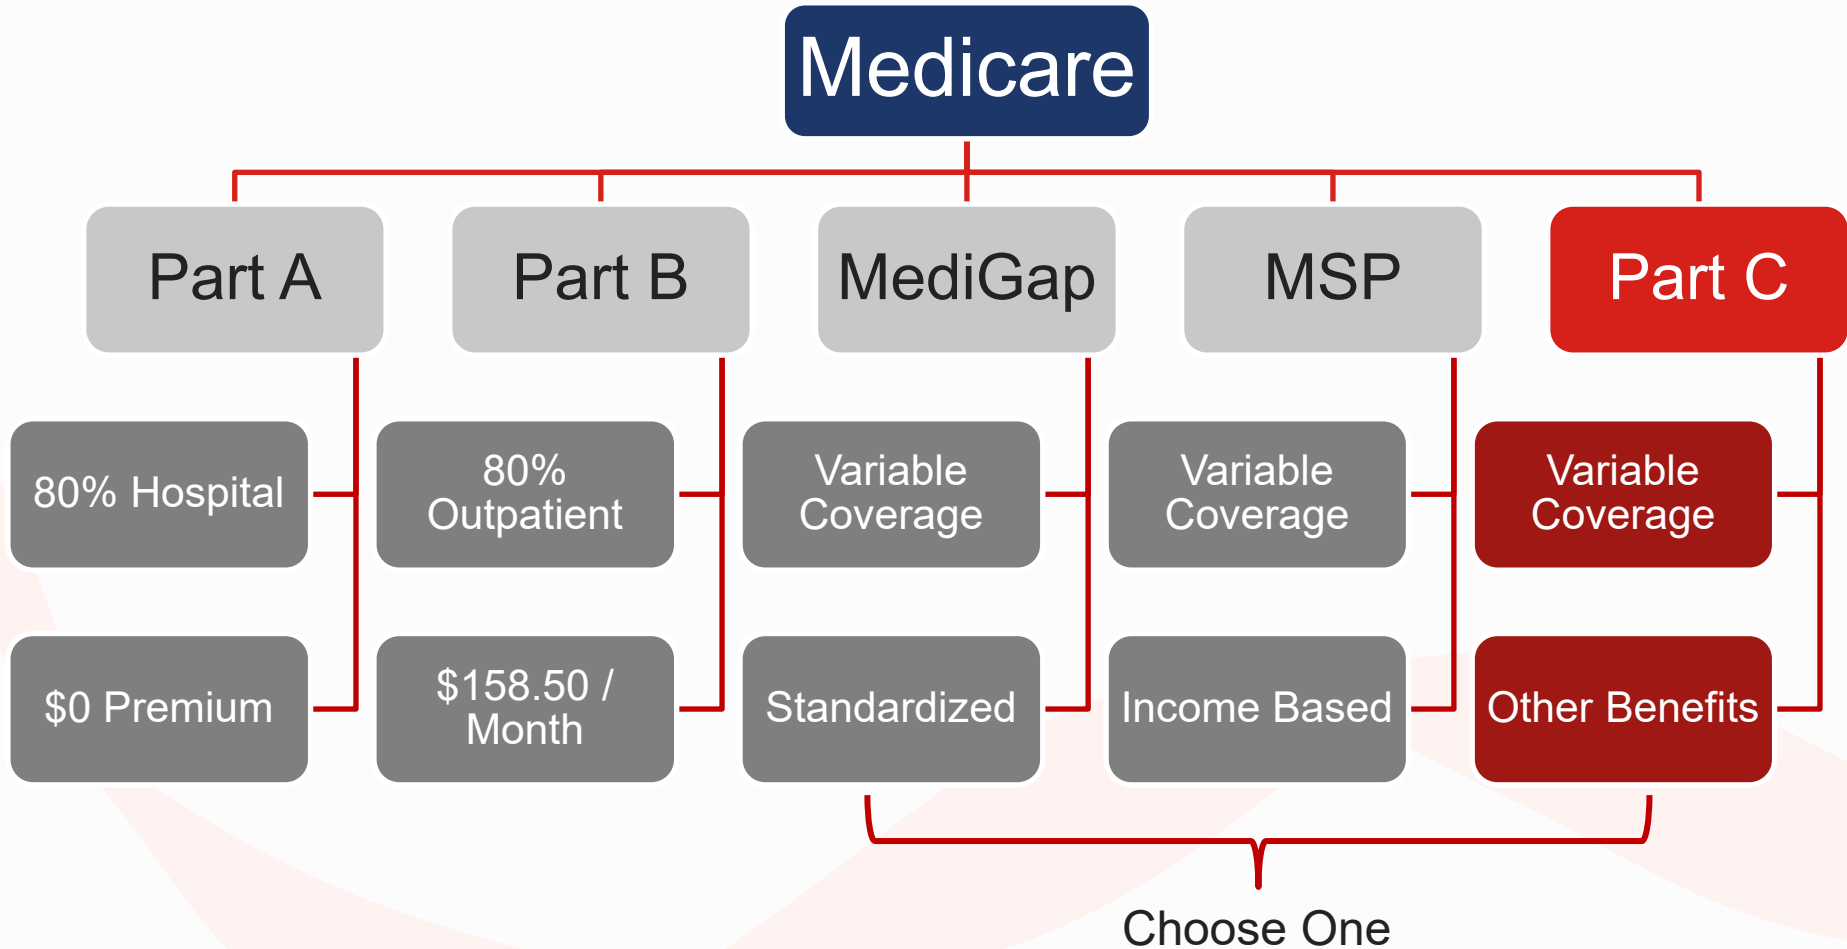 Medicare
Part A
Part B
MediGap
MSP
Part C
80% Hospital
80%
Outpatient
Variable
Coverage
Variable
Coverage
Variable
Coverage
$0 Premium
$158.50 /
Month
Standardized
Income Based
Other Benefits
Choose One